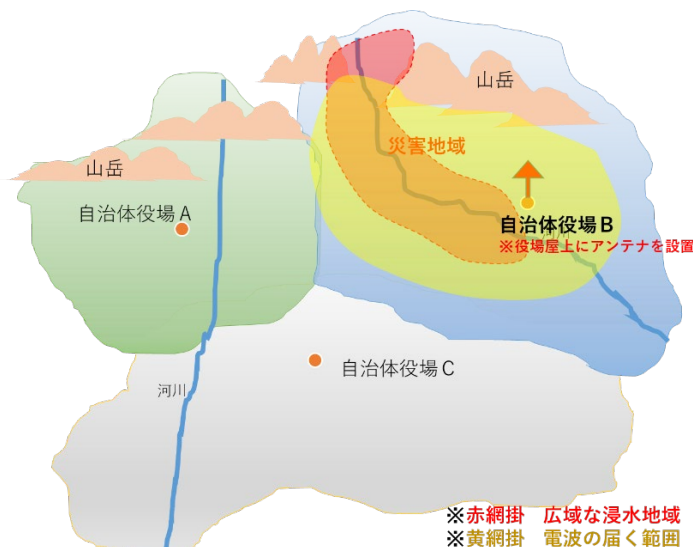 山岳
災害地域
山岳
自治体役場A
自治体役場B
河川
※役場屋上にアンテナを設置
自治体役場C
河川
※赤網掛　広域な浸水地域
※黄網掛　電波の届く範囲